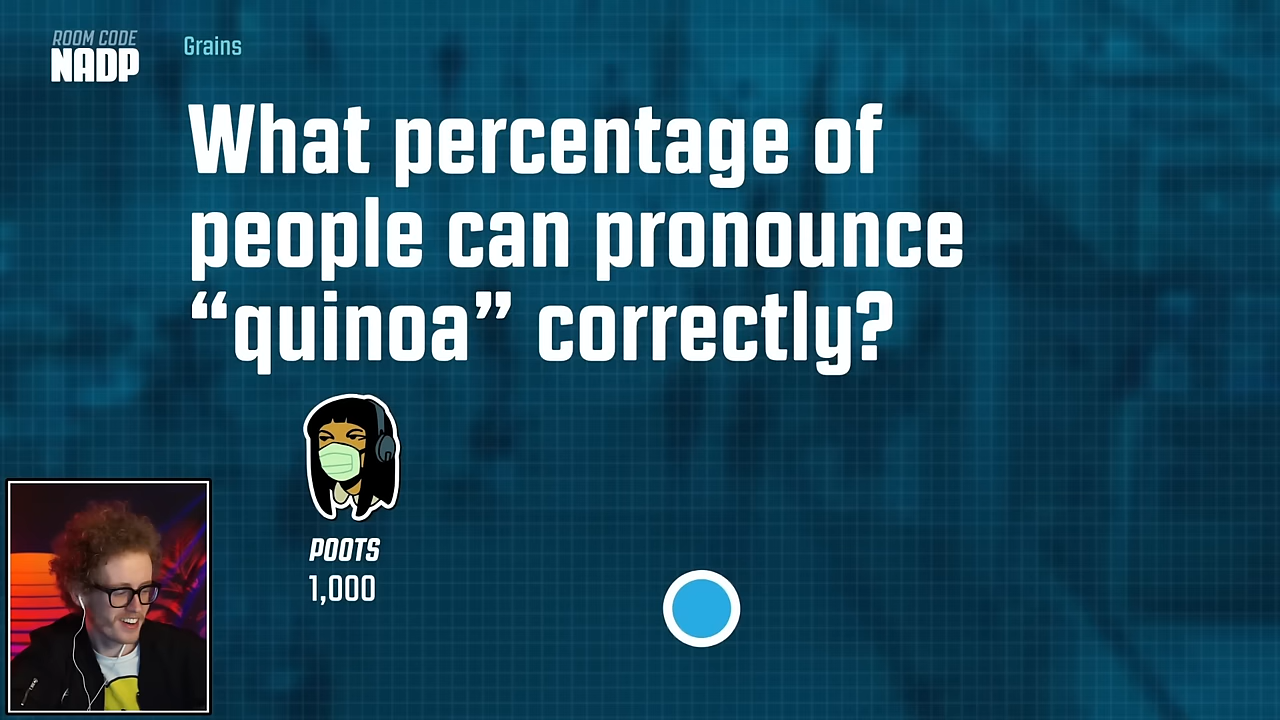 ROOM CODE
NADP
Grains
What percentage of
people can pronounce
“quinoa” correctly?
POOTS
1,000